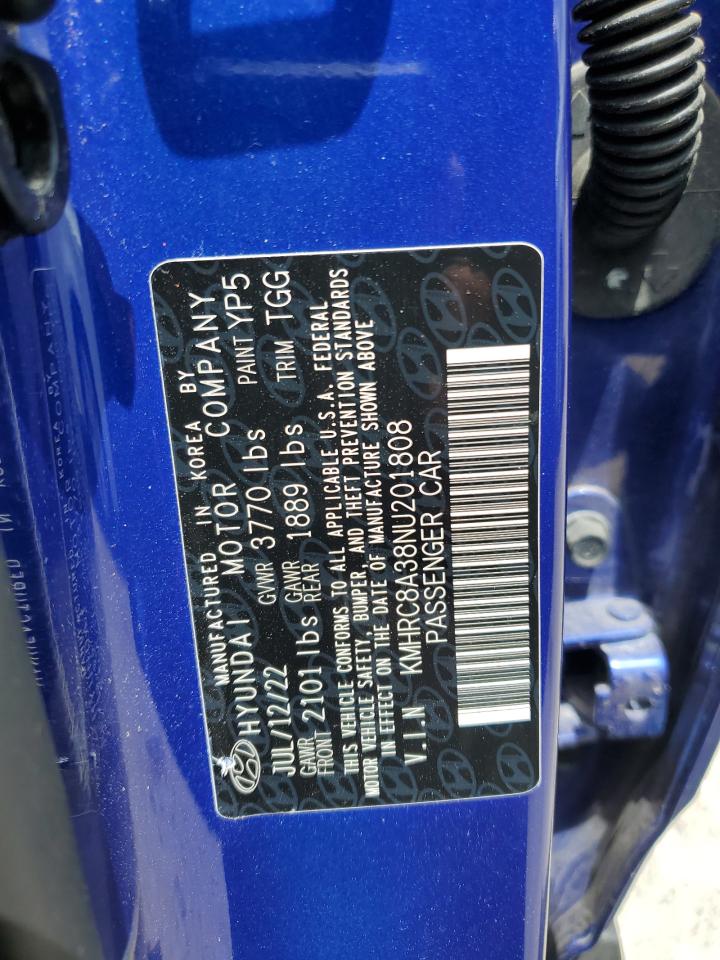 MANUFACTURED IN KOREA BY
HYUNDAI MOTOR COMPANY
JUL/12/22 GVWR 3770 lbs PAINT YP5
GAWR FRONT 2101 lbs GAWR REAR 1889 lbs TRIM TGG
THIS VEHICLE CONFORMS TO ALL APPLICABLE U.S.A. FEDERAL
MOTOR VEHICLE SAFETY, BUMPER, AND THEFT PREVENTION STANDARDS
IN EFFECT ON THE DATE OF MANUFACTURE SHOWN ABOVE
V.I.N KMHRC8A38NU201808
PASSENGER CAR